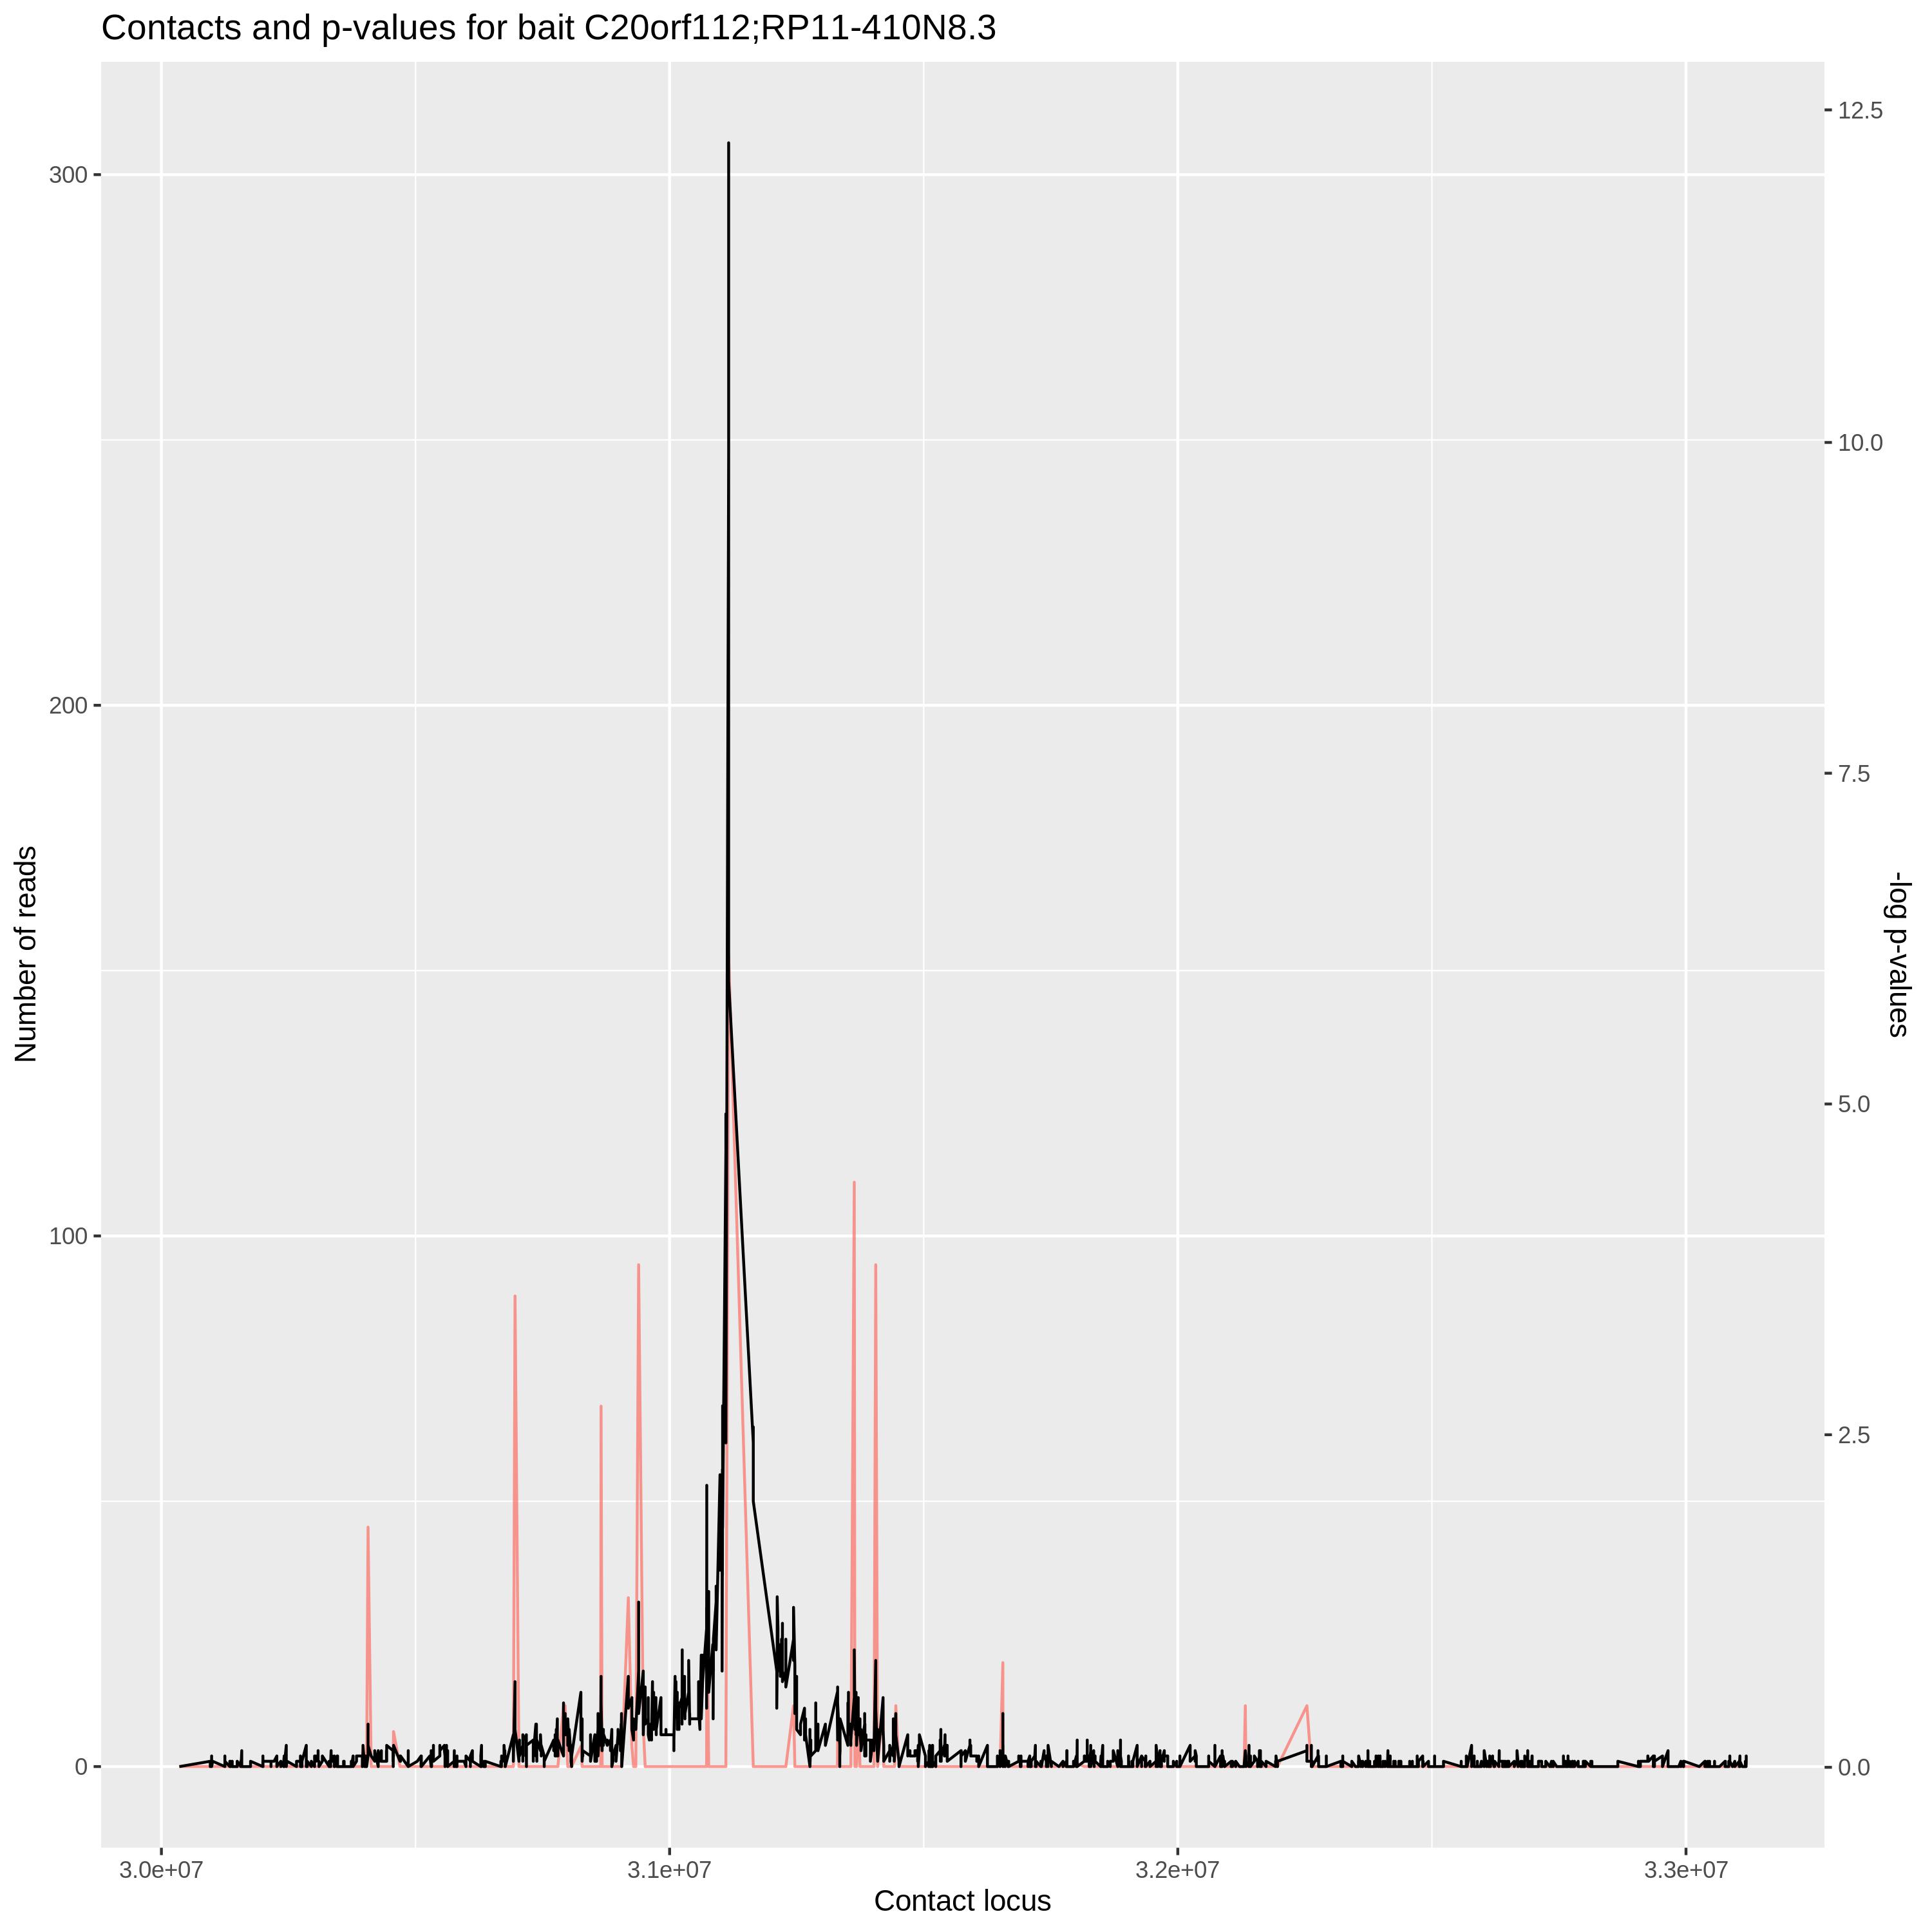 Contacts and p-values for bait C20orf112;RP11-410N8.3
300
200
100
0
Number of reads
12.5
10.0
7.5
5.0
2.5
0.0
-log p-values
3.0e+07 3.1e+07 3.2e+07 3.3e+07
Contact locus